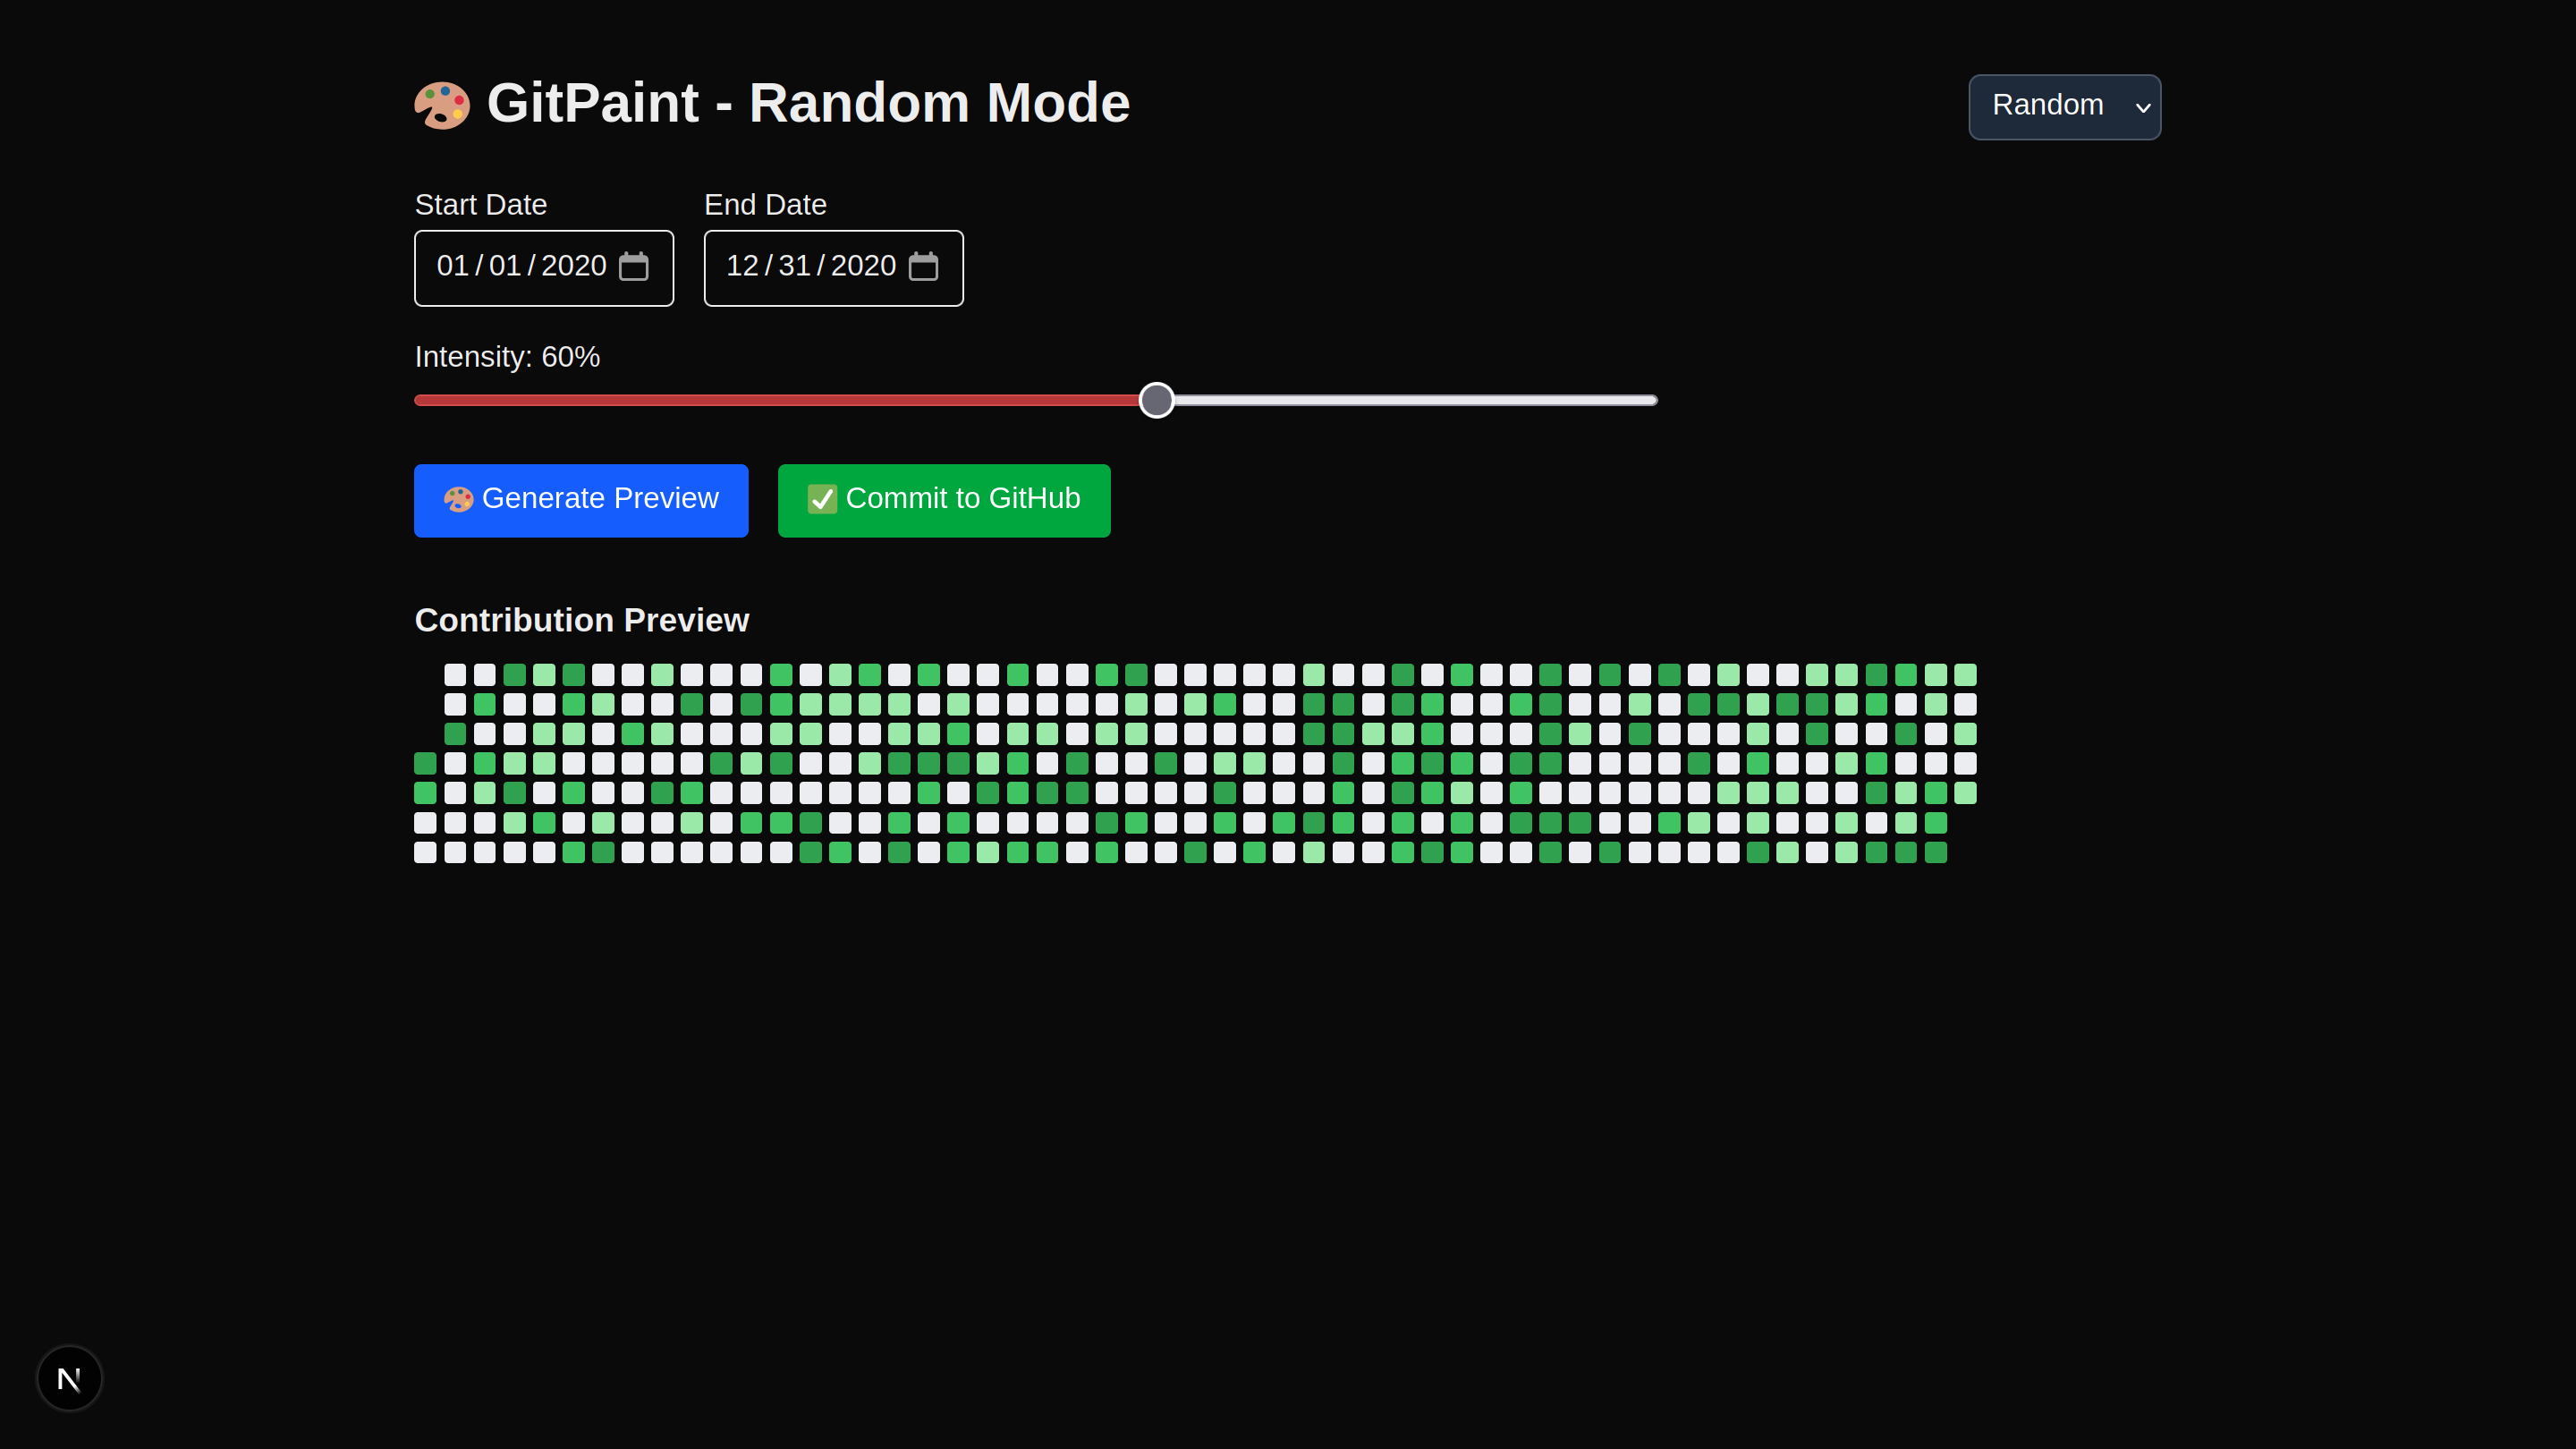 GitPaint - Random Mode
Random
Start Date
End Date
01/01/2020
12/31/2020
Intensity: 60%
Generate Preview
Commit to GitHub
Contribution Preview
N